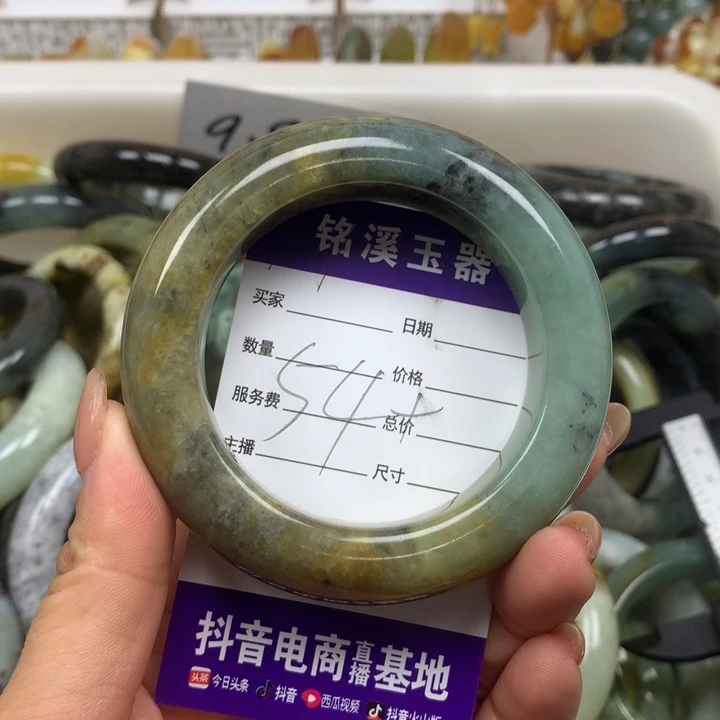 9.8
铭溪玉器
买家 日期
数量 价格
54+
服务费 总价
主播 尺寸
抖音电商直播基地
今日头条 抖音 西瓜视频 抖音火山版